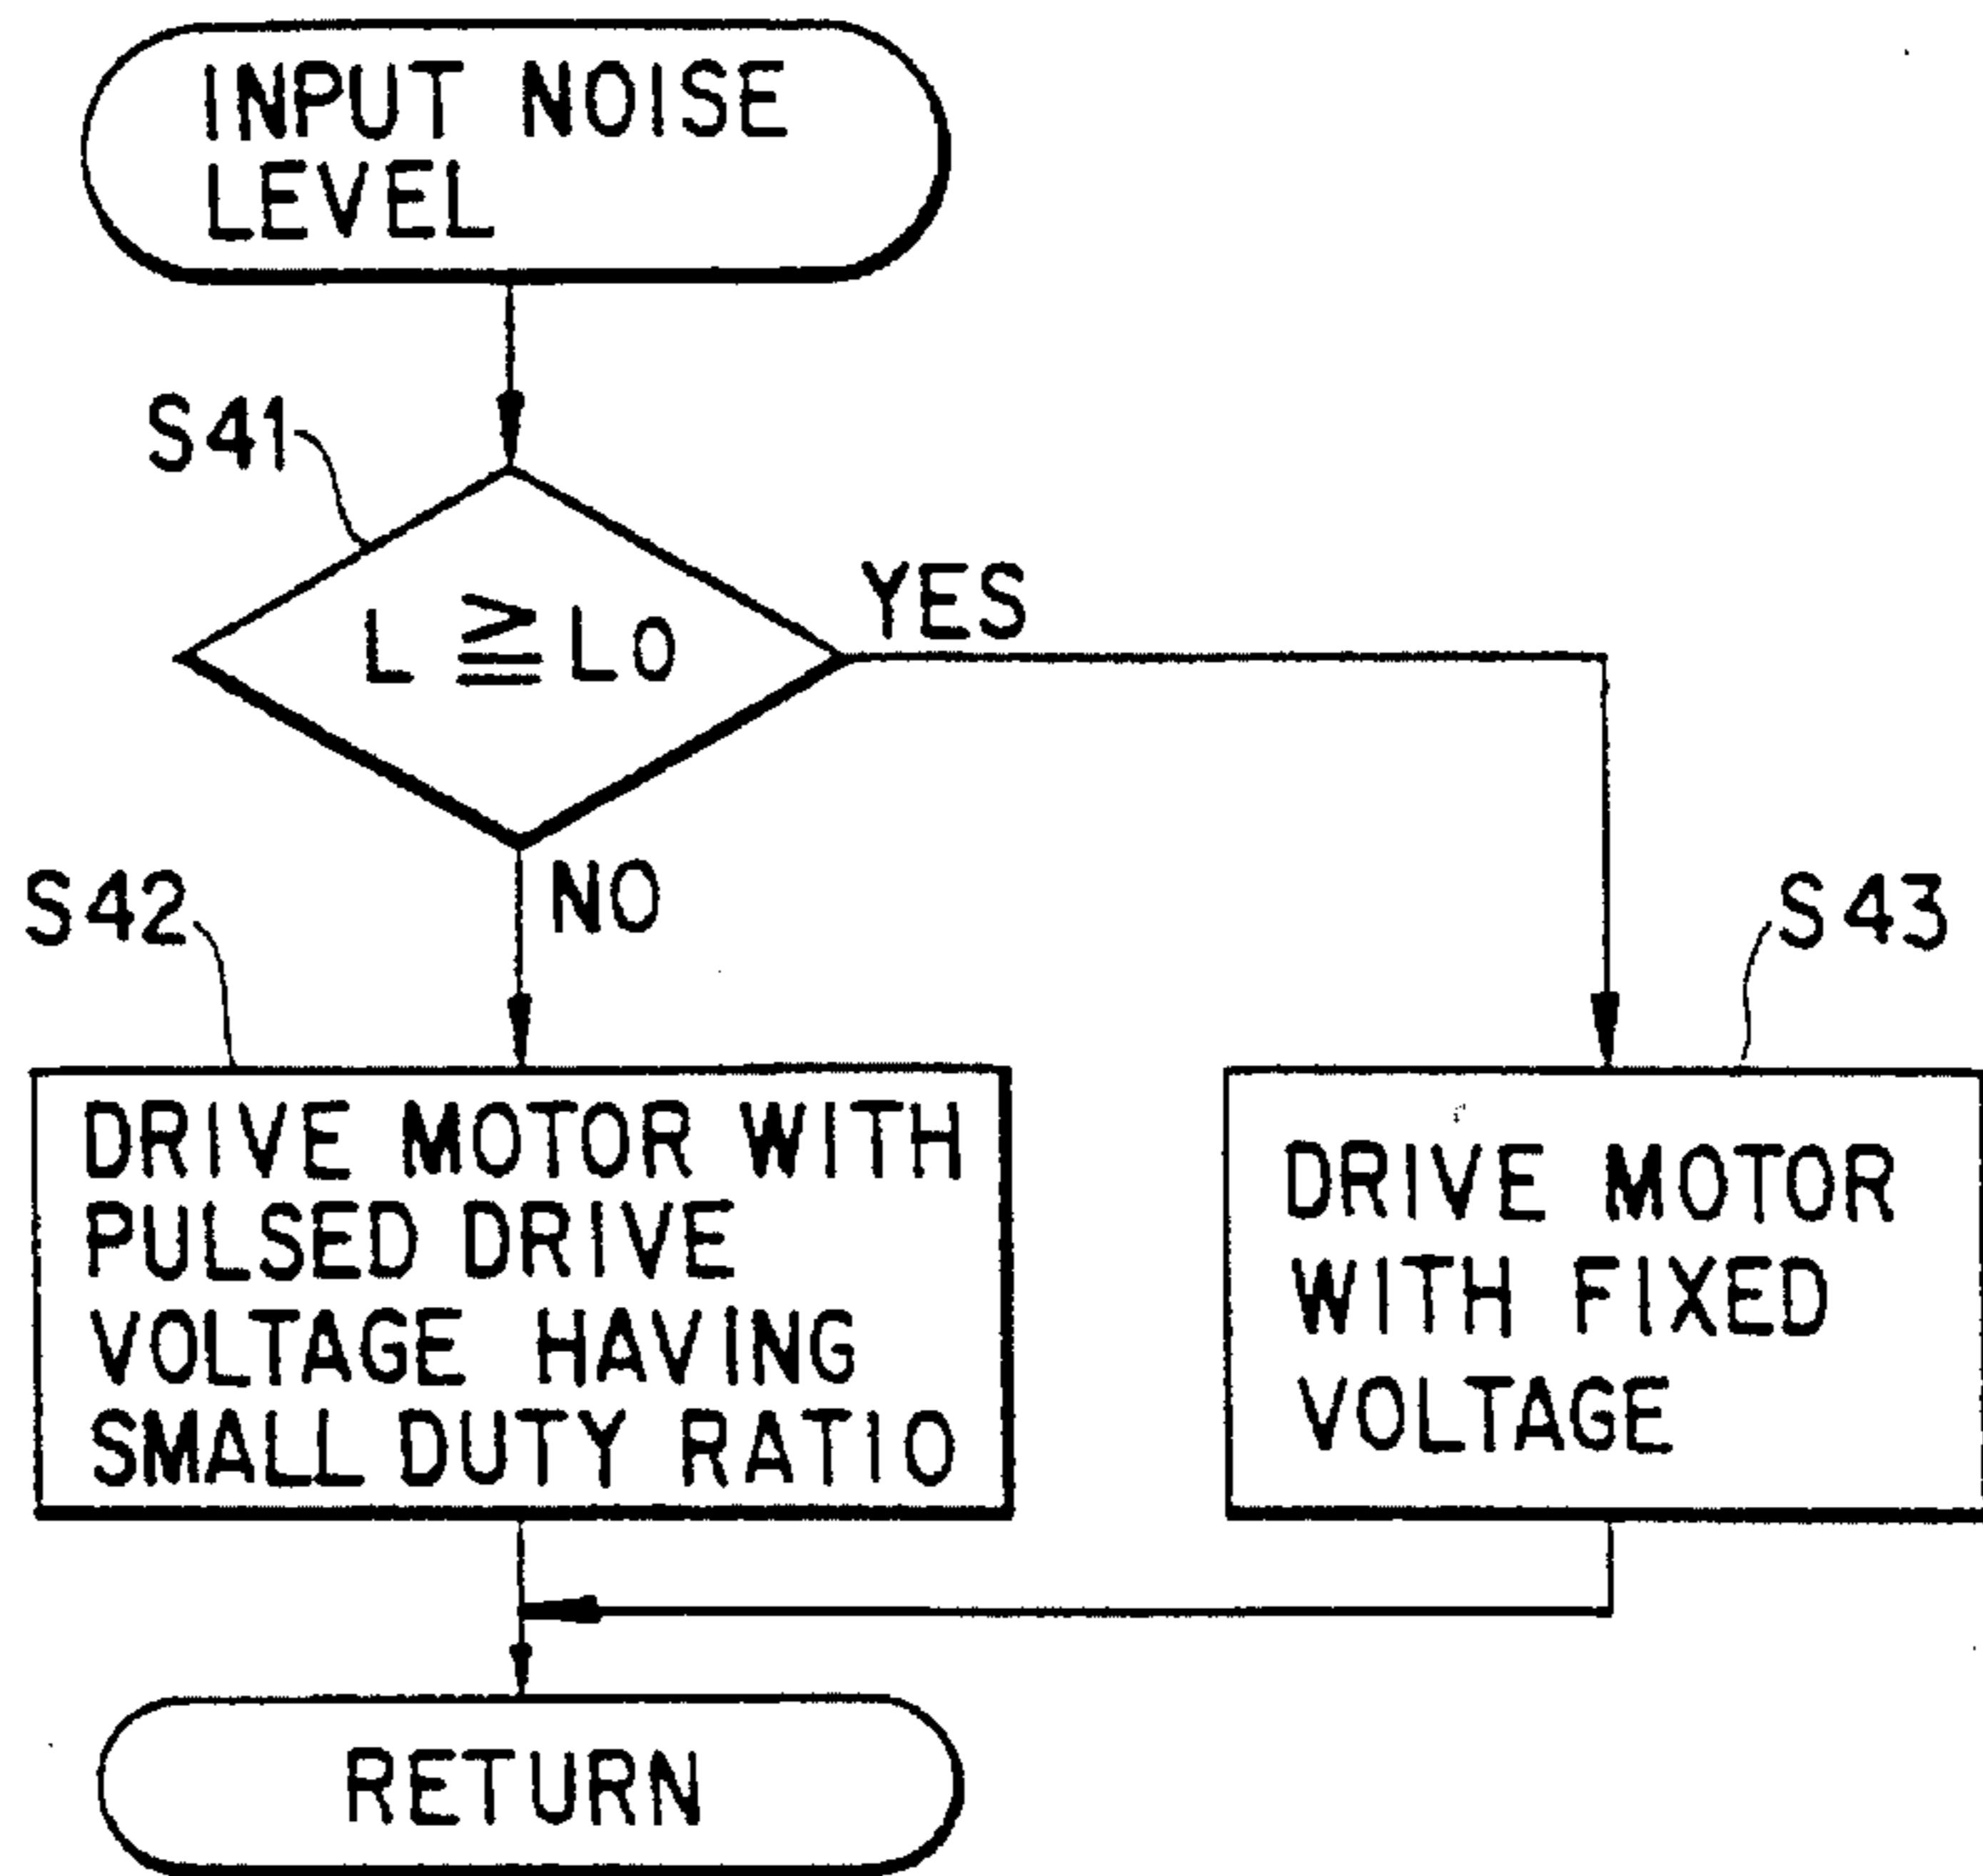 INPUT NOISE
LEVEL
S41
L ≧ L0
YES
NO
S42
S43
DRIVE MOTOR WITH
PULSED DRIVE
VOLTAGE HAVING
SMALL DUTY RATIO
DRIVE MOTOR
WITH FIXED
VOLTAGE
RETURN